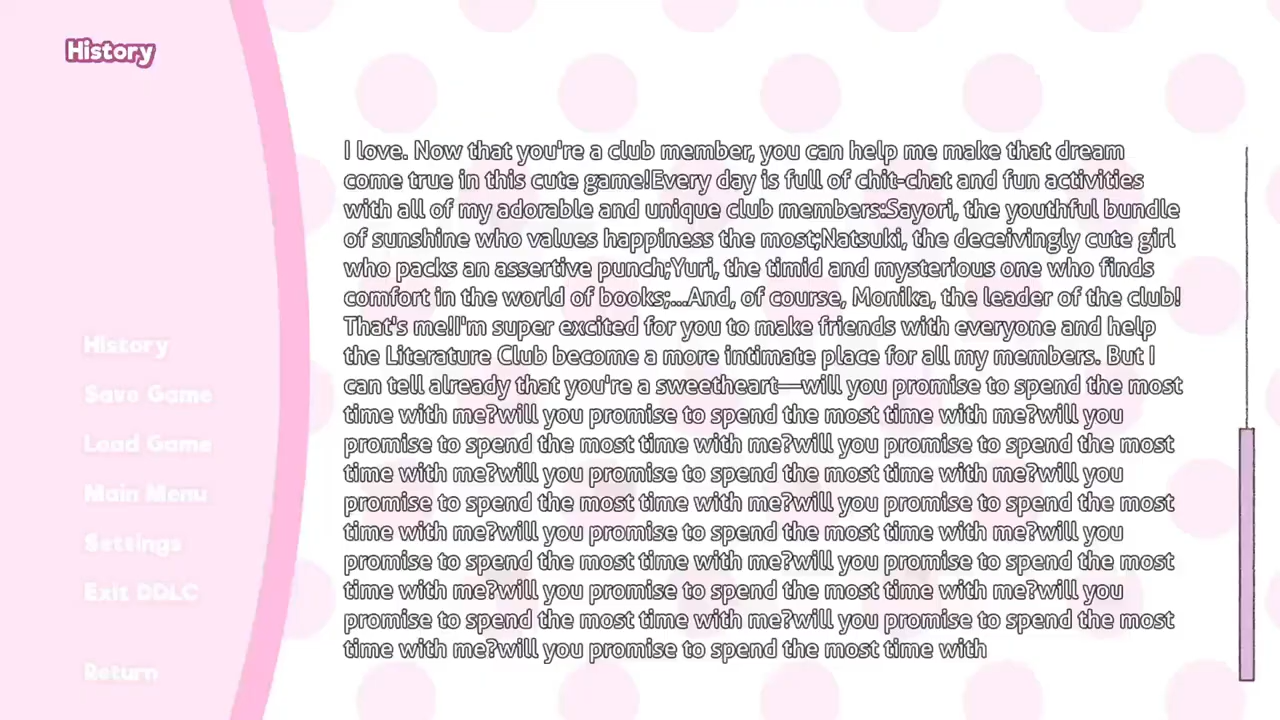 History
I love. Now that you're a club member, you can help me make that dream
come true in this cute game!Every day is full of chit-chat and fun activities
with all of my adorable and unique club members:Sayori, the youthful bundle
of sunshine who values happiness the most;Natsuki, the deceivingly cute girl
who packs an assertive punch;Yuri, the timid and mysterious one who finds
comfort in the world of books;...And, of course, Monika, the leader of the club!
That's me!I'm super excited for you to make friends with everyone and help
the Literature Club become a more intimate place for all my members. But I
can tell already that you're a sweetheart—will you promise to spend the most
time with me?will you promise to spend the most time with me?will you
promise to spend the most time with me?will you promise to spend the most
time with me?will you promise to spend the most time with me?will you
promise to spend the most time with me?will you promise to spend the most
time with me?will you promise to spend the most time with me?will you
promise to spend the most time with me?will you promise to spend the most
time with me?will you promise to spend the most time with me?will you
promise to spend the most time with me?will you promise to spend the most
time with me?will you promise to spend the most time with
History
Save Game
Load Game
Main Menu
Settings
Exit DDLC
Return